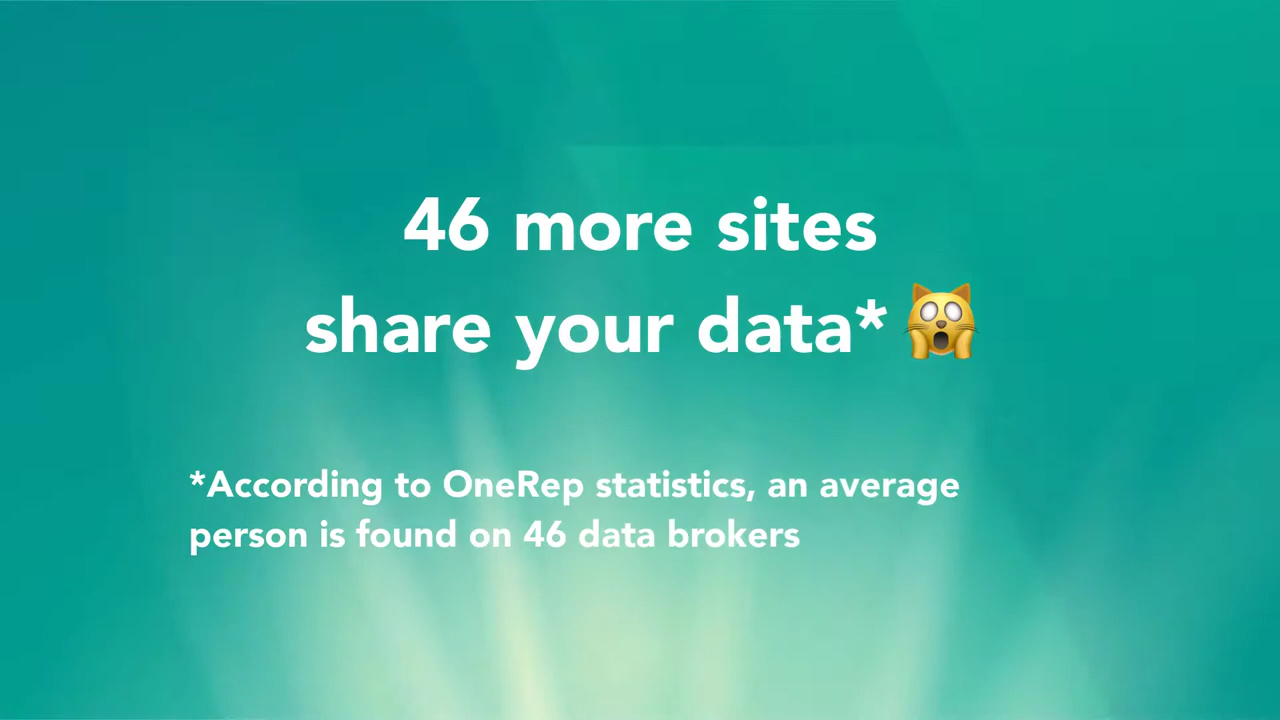 46 more sites
share your data* 🙀
*According to OneRep statistics, an average
person is found on 46 data brokers